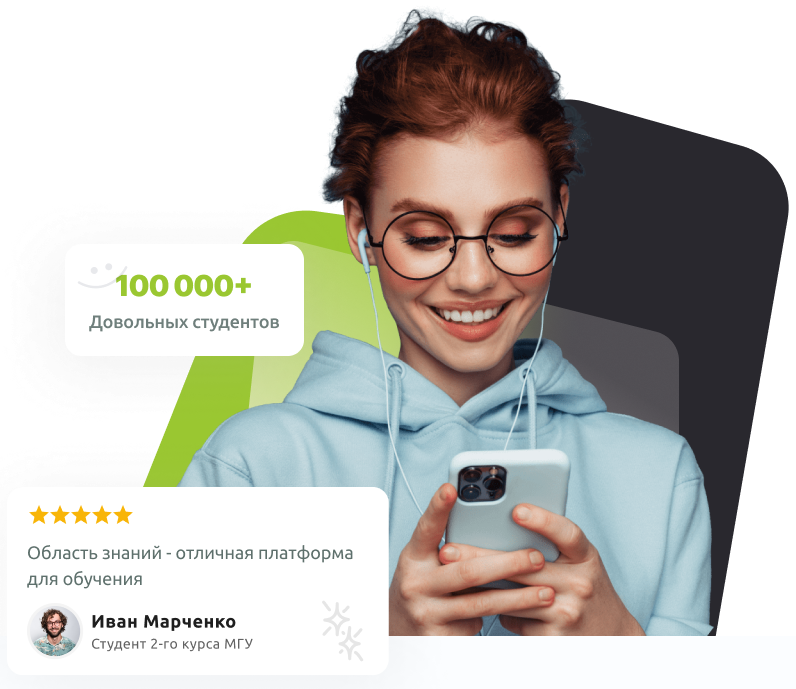 100 000+
Довольных студентов
Область знаний - отличная платформа
для обучения
Иван Марченко
Студент 2-го курса МГУ